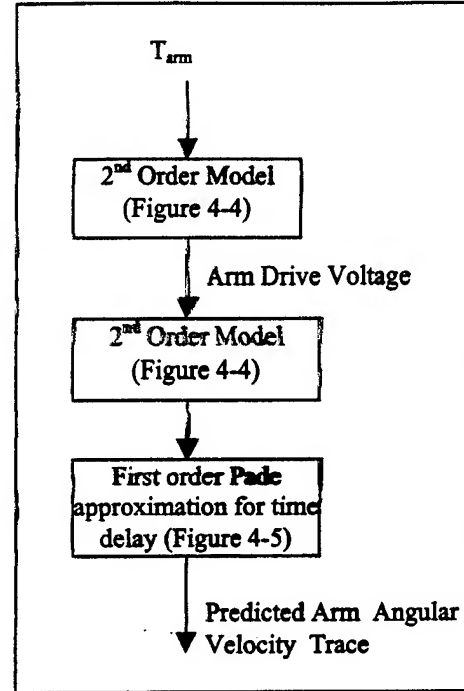 Tarm
2nd Order Model
(Figure 4-4)
Arm Drive Voltage
2nd Order Model
(Figure 4-4)
First order Pade
approximation for time
delay (Figure 4-5)
Predicted Arm Angular
Velocity Trace